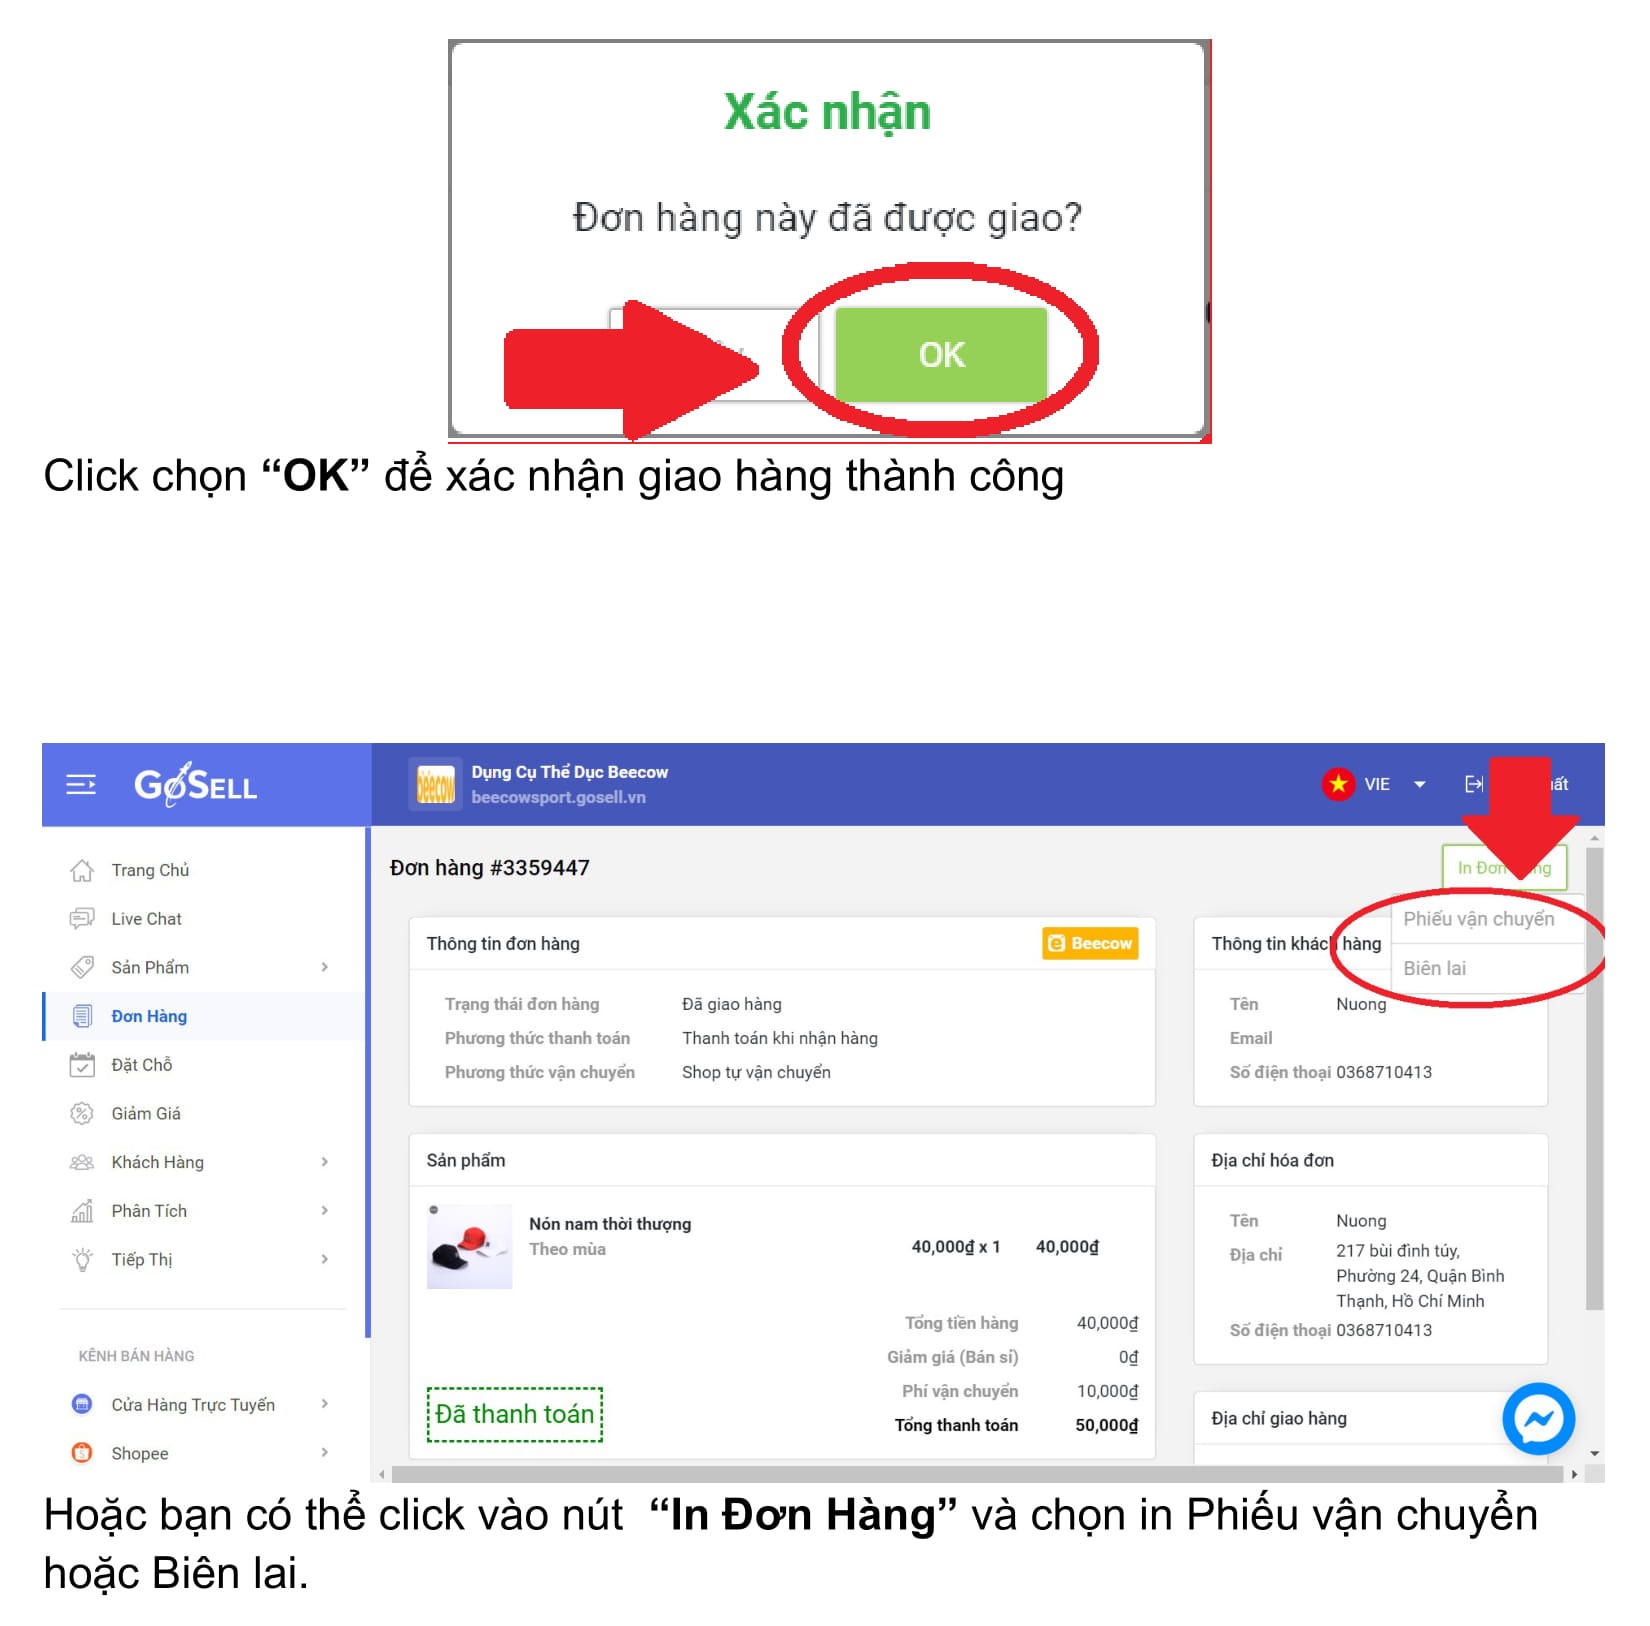 Xác nhận
Đơn hàng này đã được giao?
OK
Click chọn “OK” để xác nhận giao hàng thành công
GoSELL
Dụng Cụ Thể Dục Beecow
beecowsport.gosell.vn
beecow
VIE
Trang Chủ
Live Chat
Sản Phẩm
Đơn Hàng
Đặt Chỗ
Giảm Giá
Khách Hàng
Phân Tích
Tiếp Thị
KÊNH BÁN HÀNG
Cửa Hàng Trực Tuyến
Shopee
Đơn hàng #3359447
In Đơn
Phiếu vận chuyển
Biên lai
Thông tin đơn hàng
Beecow
Trạng thái đơn hàng Đã giao hàng
Phương thức thanh toán Thanh toán khi nhận hàng
Phương thức vận chuyển Shop tự vận chuyển
Thông tin khách hàng
Tên Nuong
Email
Số điện thoại 0368710413
Sản phẩm
Nón nam thời thượng
Theo mùa
40,000₫ x 1 40,000₫
Tổng tiền hàng 40,000₫
Giảm giá (Bán sỉ) 0₫
Phí vận chuyển 10,000₫
Tổng thanh toán 50,000₫
Đã thanh toán
Địa chỉ hóa đơn
Tên Nuong
Địa chỉ 217 bùi đình túy,
Phường 24, Quận Bình
Thạnh, Hồ Chí Minh
Số điện thoại 0368710413
Địa chỉ giao hàng
Hoặc bạn có thể click vào nút “In Đơn Hàng” và chọn in Phiếu vận chuyển
hoặc Biên lai.